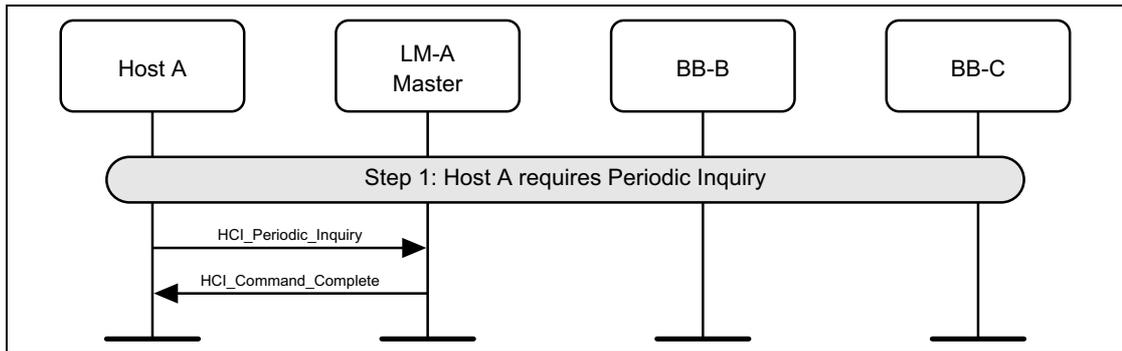 Host A
LM-A
Master
BB-B
BB-C
Step 1: Host A requires Periodic Inquiry
HCI_Periodic_Inquiry
HCI_Command_Complete